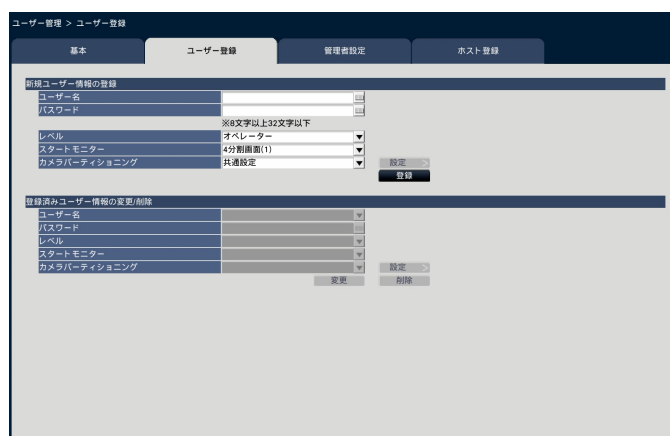 ユーザー管理 > ユーザー登録
基本 ユーザー登録 管理者設定 ホスト登録
新規ユーザー情報の登録
ユーザー名
パスワード
※8文字以上32文字以下
レベル オペレーター
スタートモニター 4分割画面(1)
カメラパーティショニング 共通設定 設定 >
登録
登録済みユーザー情報の変更/削除
ユーザー名
パスワード
レベル
スタートモニター
カメラパーティショニング 設定 >
変更 削除